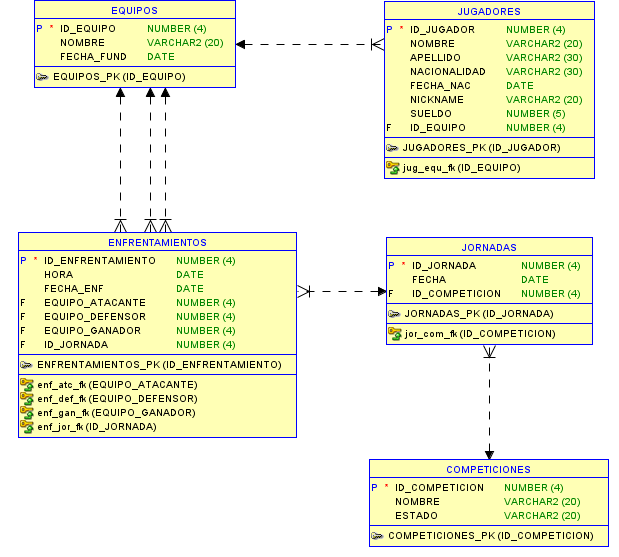 EQUIPOS
P * ID_EQUIPO NUMBER (4)
NOMBRE VARCHAR2 (20)
FECHA_FUND DATE
EQUIPOS_PK (ID_EQUIPO)
JUGADORES
P * ID_JUGADOR NUMBER (4)
NOMBRE VARCHAR2 (20)
APELLIDO VARCHAR2 (30)
NACIONALIDAD VARCHAR2 (30)
FECHA_NAC DATE
NICKNAME VARCHAR2 (20)
SUELDO NUMBER (5)
F ID_EQUIPO NUMBER (4)
JUGADORES_PK (ID_JUGADOR)
jug_equ_fk (ID_EQUIPO)
ENFRENTAMIENTOS
P * ID_ENFRENTAMIENTO NUMBER (4)
HORA DATE
FECHA_ENF DATE
F EQUIPO_ATACANTE NUMBER (4)
F EQUIPO_DEFENSOR NUMBER (4)
F EQUIPO_GANADOR NUMBER (4)
F ID_JORNADA NUMBER (4)
ENFRENTAMIENTOS_PK (ID_ENFRENTAMIENTO)
enf_atc_fk (EQUIPO_ATACANTE)
enf_def_fk (EQUIPO_DEFENSOR)
enf_gan_fk (EQUIPO_GANADOR)
enf_jor_fk (ID_JORNADA)
JORNADAS
P * ID_JORNADA NUMBER (4)
FECHA DATE
F ID_COMPETICION NUMBER (4)
JORNADAS_PK (ID_JORNADA)
jor_com_fk (ID_COMPETICION)
COMPETICIONES
P * ID_COMPETICION NUMBER (4)
NOMBRE VARCHAR2 (20)
ESTADO VARCHAR2 (20)
COMPETICIONES_PK (ID_COMPETICION)